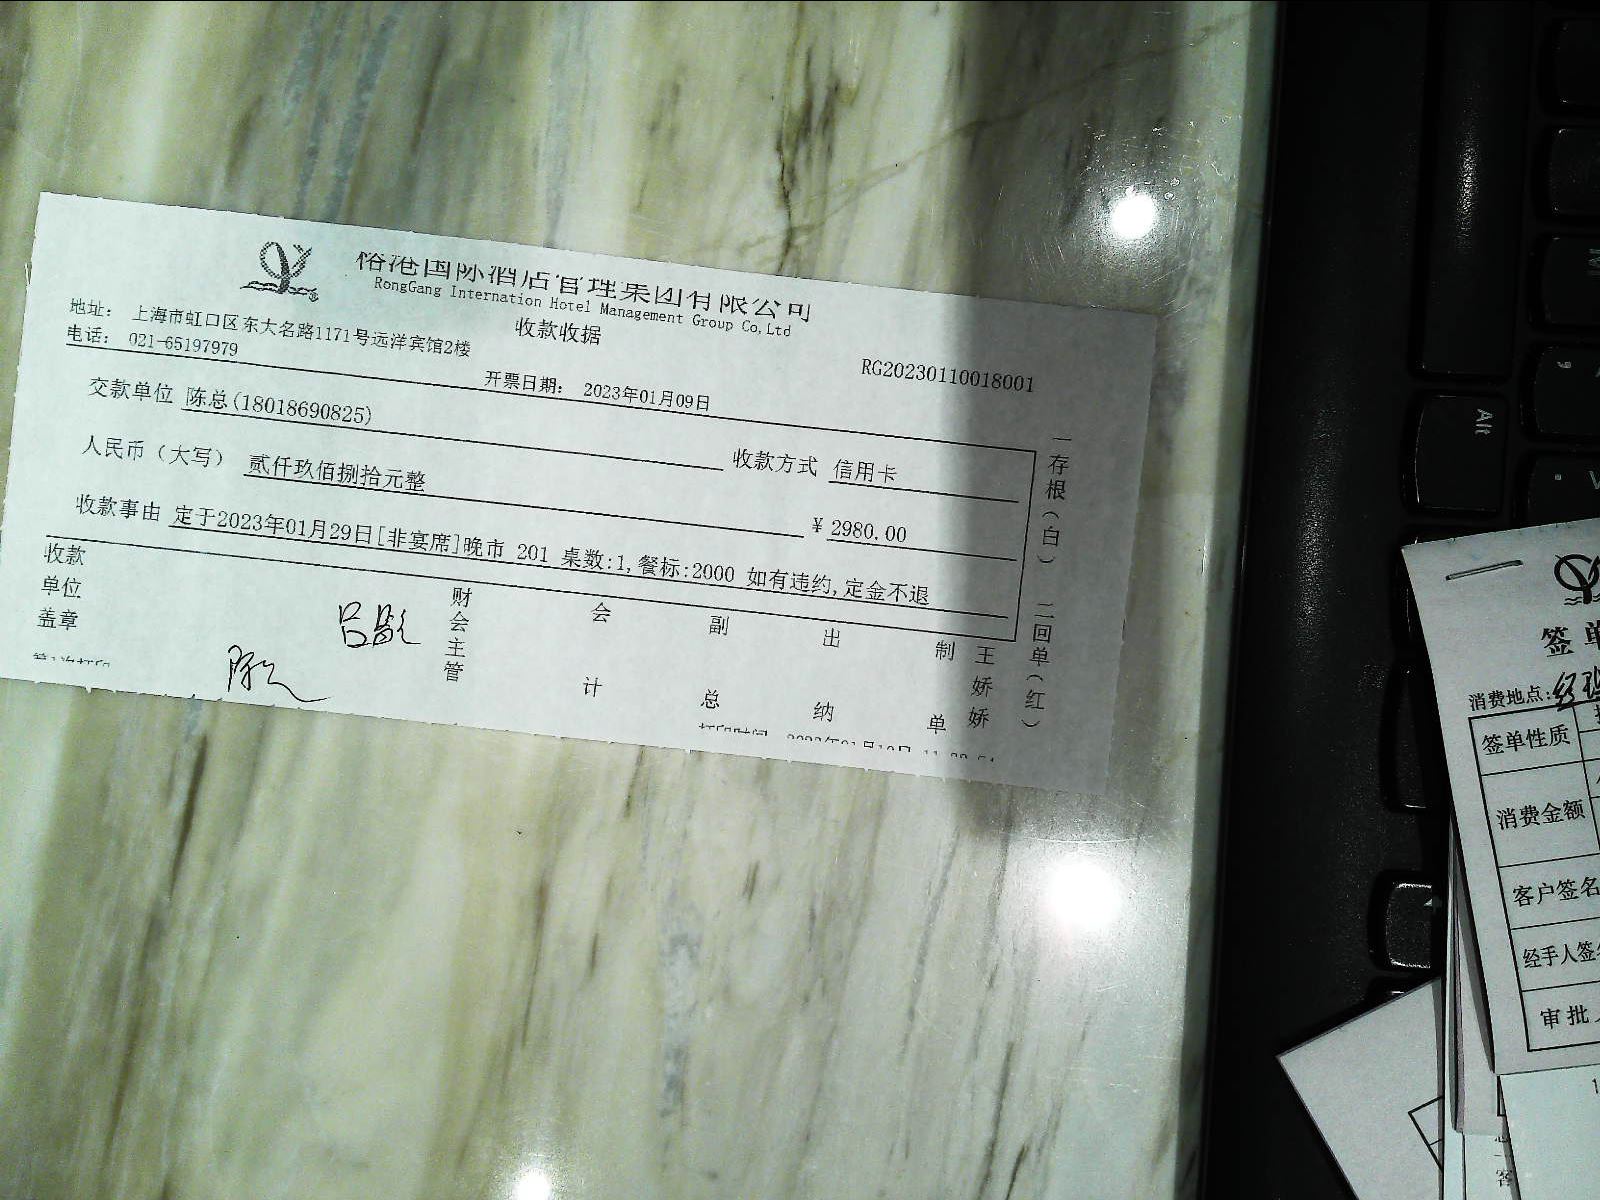 榕港国际酒店管理集团有限公司
RongGang Internation Hotel Management Group Co,Ltd
收款收据
地址： 上海市虹口区东大名路1171号远洋宾馆2楼
电话： 021-65197979
RG20230110018001
开票日期： 2023年01月09日
交款单位 陈总(18018690825)
收款方式 信用卡
人民币（大写） 贰仟玖佰捌拾元整
¥ 2980.00
收款事由 定于2023年01月29日[非宴席]晚市 201 桌数:1,餐标:2000 如有违约,定金不退
收款单位盖章
财会主管
会计
副总
出纳
制单
王娇娇
一存根（白） 二回单（红）
Alt
签单
消费地点:
签单性质
消费金额
客户签名
经手人签
审批